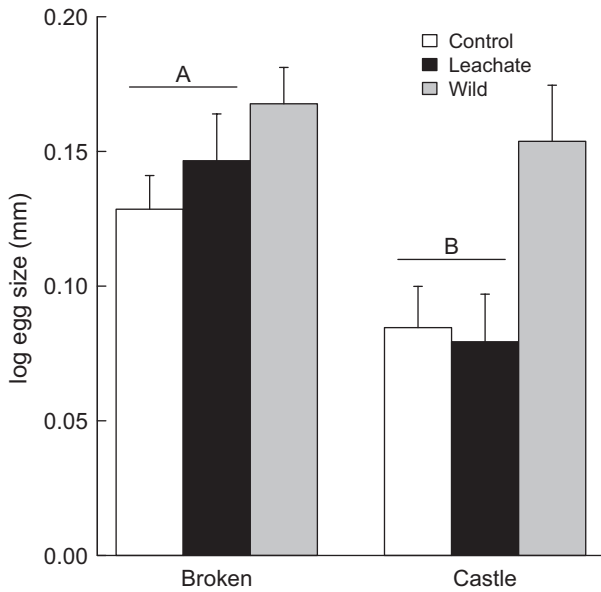 log egg size (mm)
0.20
0.15
0.10
0.05
0.00
A
B
Control
Leachate
Wild
Broken
Castle